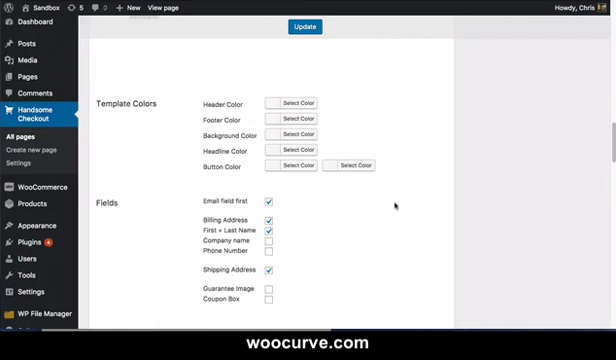 Sandbox 5 0 + New View page Howdy, Chris
Dashboard
Update
Posts
Media
Pages
Comments
Handsome
Checkout
All pages
Create new page
Settings
WooCommerce
Products
Appearance
Plugins 4
Users
Tools
Settings
WP File Manager
Template Colors
Header Color Select Color
Footer Color Select Color
Background Color Select Color
Headline Color Select Color
Button Color Select Color Select Color
Fields
Email field first
Billing Address
First + Last Name
Company name
Phone Number
Shipping Address
Guarantee Image
Coupon Box
woocurve.com